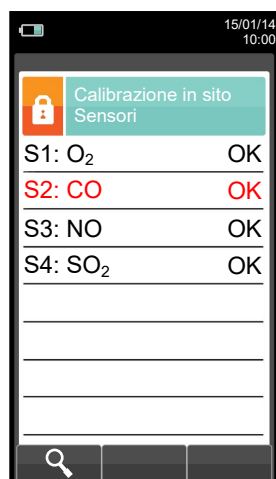 15/01/14
10:00
Calibrazione in sito
Sensori
S1: O₂ OK
S2: CO OK
S3: NO OK
S4: SO₂ OK